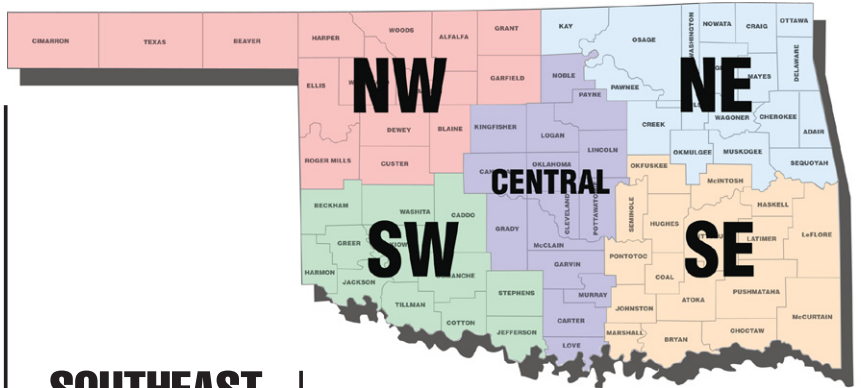 CIMARRON
TEXAS
BEAVER
HARPER
WOODS
ALFALFA
GRANT
KAY
OSAGE
WASHINGTON
NOWATA
CRAIG
OTTAWA
ELLIS
NW
GARFIELD
NOBLE
PAYNE
PAWNEE
NE
MAYES
DELAWARE
ROGER MILLS
DEWEY
CUSTER
BLAINE
KINGFISHER
LOGAN
LINCOLN
CREEK
WAGONER
CHEROKEE
ADAIR
OKMULGEE
MUSKOGEE
SEQUOYAH
OKLAHOMA
CENTRAL
OKFUSKEE
McINTOSH
BECKHAM
WASHITA
CADDO
GREER
SW
GRADY
CLEVELAND
McCLAIN
SEMINOLE
HUGHES
SE
HASKELL
LATIMER
LeFLORE
HARMON
JACKSON
TILLMAN
COTTON
STEPHENS
JEFFERSON
GARVIN
MURRAY
CARTER
LOVE
PONTOTOC
COAL
JOHNSTON
MARSHALL
ATOKA
BRYAN
PUSHMATAHA
CHOCTAW
McCURTAIN
SOUTHEAST